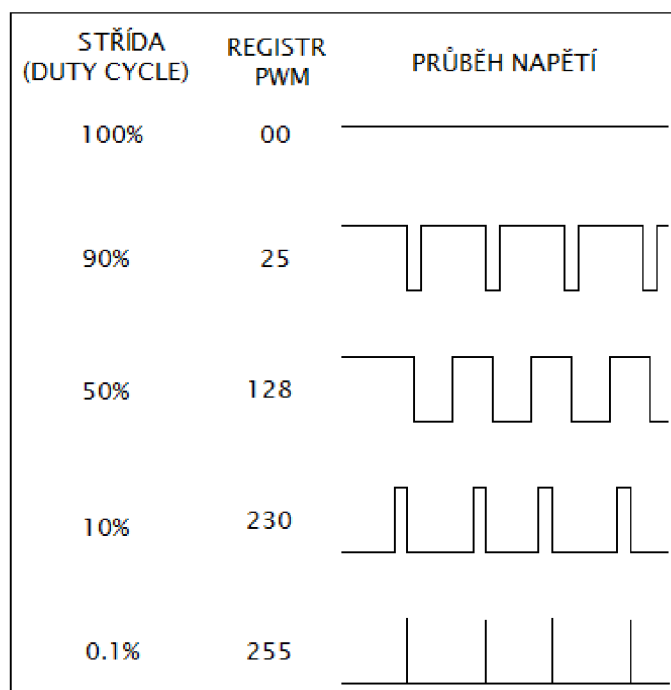 STŘÍDA
(DUTY CYCLE)
REGISTR
PWM
PRŮBĚH NAPĚTÍ
100% 00
90% 25
50% 128
10% 230
0.1% 255